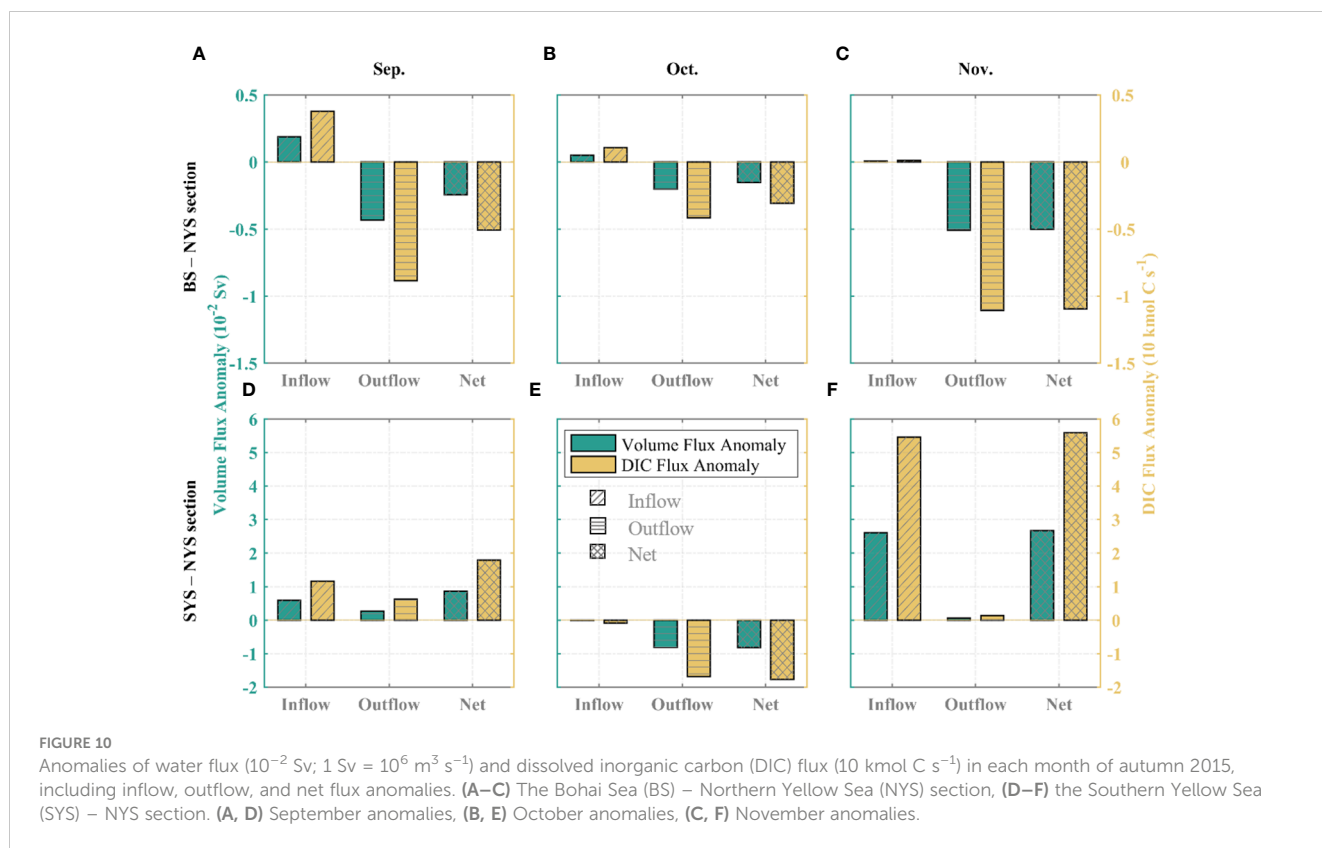 A
B
C
Sep.
Oct.
Nov.
0.5
0
-0.5
-1
-1.5
0.5
0
-0.5
-1
-1.5
BS – NYS section
Inflow Outflow Net
Inflow Outflow Net
Inflow Outflow Net
Volume Flux Anomaly (10⁻² Sv)
DIC Flux Anomaly (10 kmol C s⁻¹)
D
E
F
6
5
4
3
2
1
0
-1
-2
6
5
4
3
2
1
0
-1
-2
SYS – NYS section
Volume Flux Anomaly
DIC Flux Anomaly
Inflow
Outflow
Net
Inflow Outflow Net
Inflow Outflow Net
Inflow Outflow Net
FIGURE 10
Anomalies of water flux (10⁻² Sv; 1 Sv = 10⁶ m³ s⁻¹) and dissolved inorganic carbon (DIC) flux (10 kmol C s⁻¹) in each month of autumn 2015,
including inflow, outflow, and net flux anomalies. (A–C) The Bohai Sea (BS) – Northern Yellow Sea (NYS) section, (D–F) the Southern Yellow Sea
(SYS) – NYS section. (A, D) September anomalies, (B, E) October anomalies, (C, F) November anomalies.